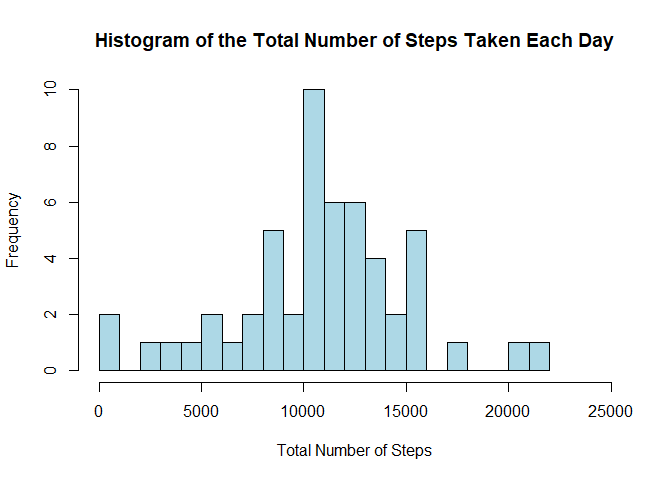 Histogram of the Total Number of Steps Taken Each Day
Frequency
10
8
6
4
2
0
0 5000 10000 15000 20000 25000
Total Number of Steps